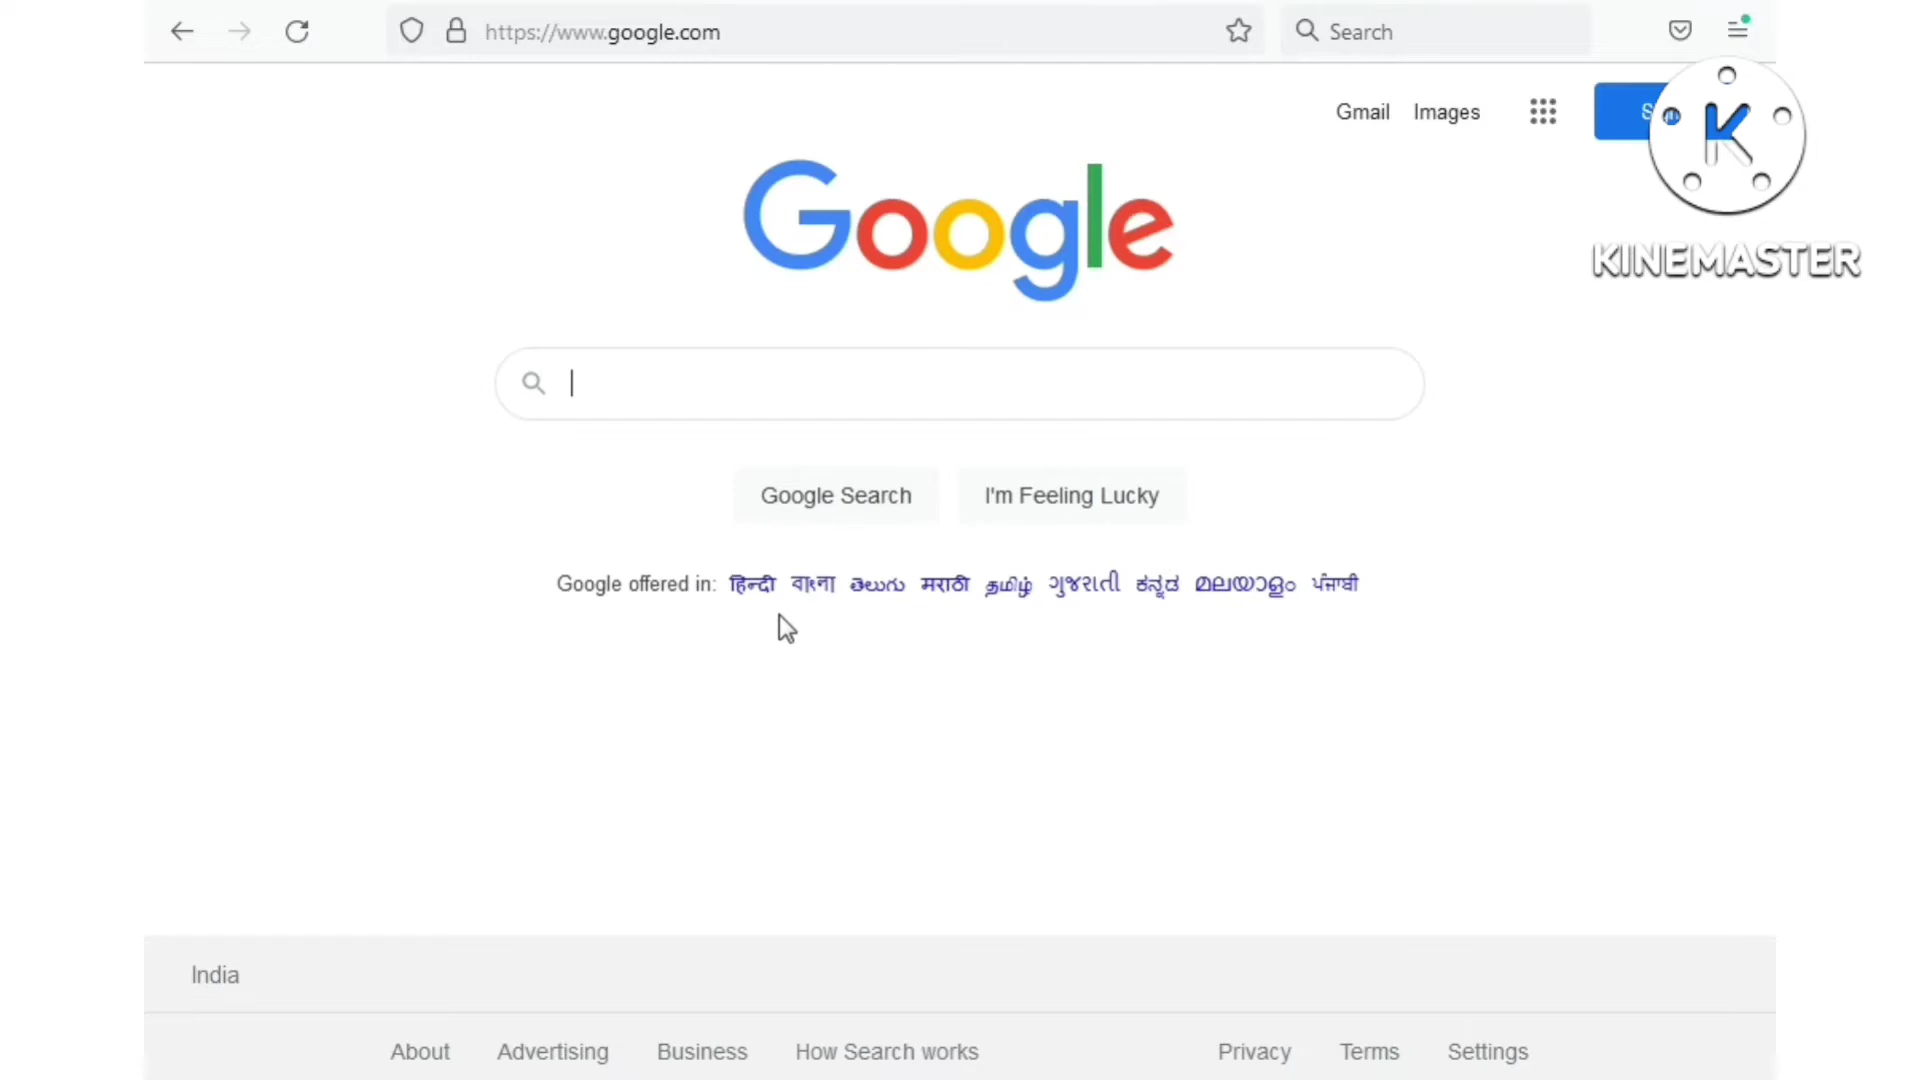 https://www.google.com Search
Gmail Images
Google
KINEMASTER
Google Search I'm Feeling Lucky
Google offered in: हिन्दी বাংলা తెలుగు मराठी தமிழ் ગુજરાતી ಕನ್ನಡ മലയാളം ਪੰਜਾਬੀ
India
About Advertising Business How Search works Privacy Terms Settings